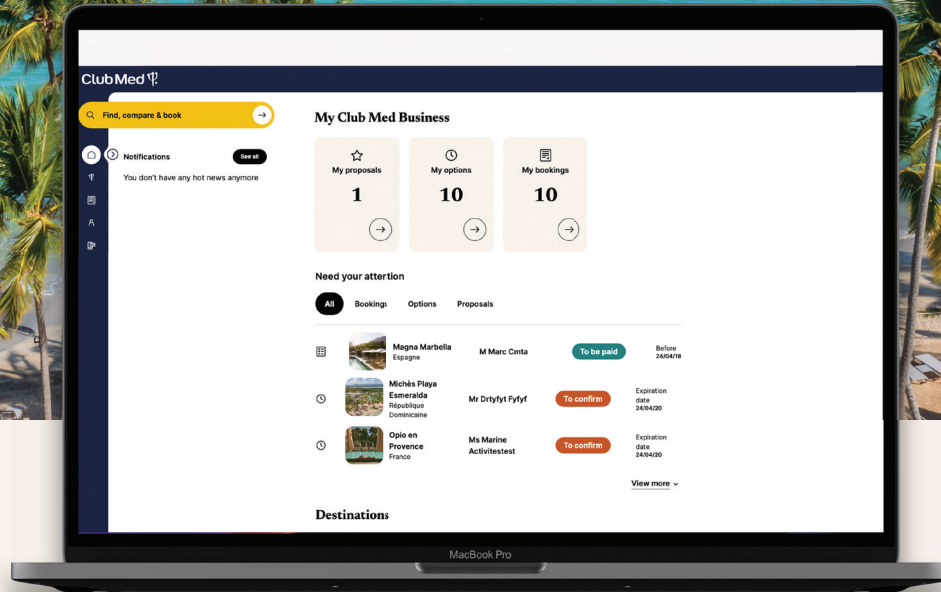 Club Med
Find, compare & book
Notifications
See all
You don't have any hot news anymore
My Club Med Business
My proposals
1
My options
10
My bookings
10
Need your attertion
All
Bookings
Options
Proposals
Magna Marbella
Espagne
M Marc Cmta
To be paid
Before
24/04/18
Michès Playa
Esmeralda
République
Dominicaine
Mr Drtyfyt Fyfyf
To confirm
Expiration
date
24/04/20
Opio en
Provence
France
Ms Marine
Activitestest
To confirm
Expiration
date
24/04/20
View more
Destinations
MacBook Pro